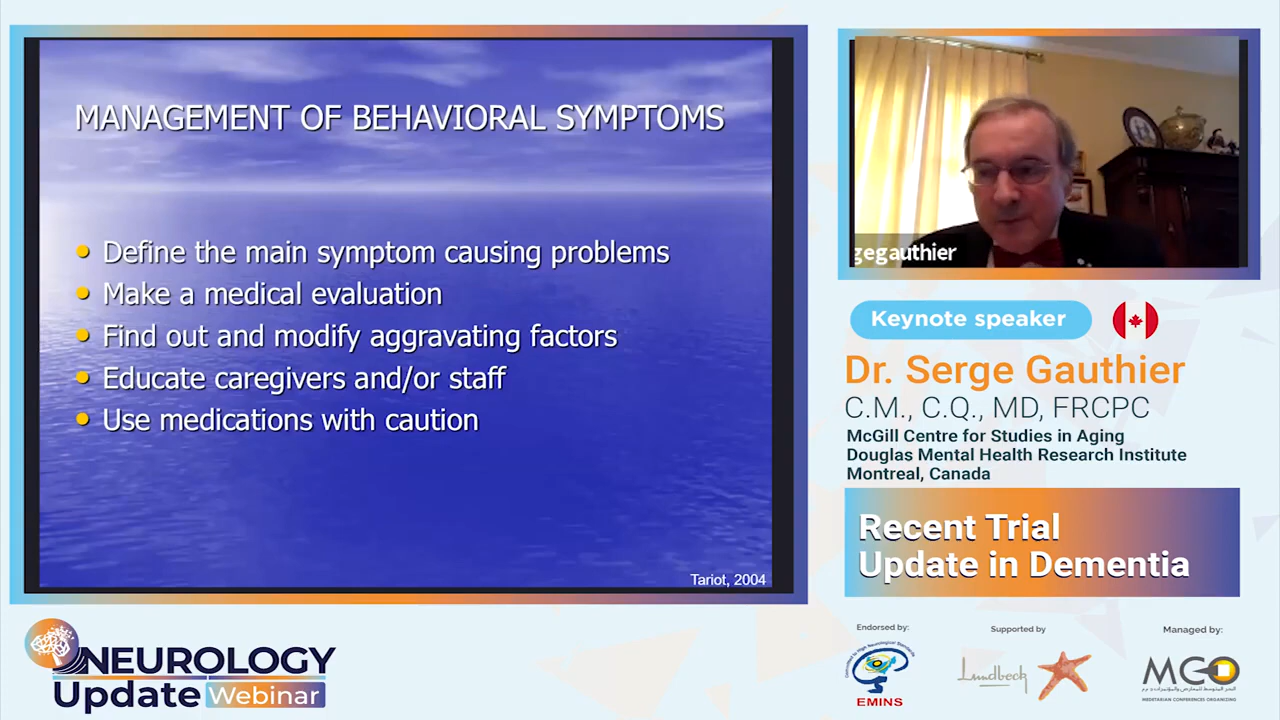 MANAGEMENT OF BEHAVIORAL SYMPTOMS
Define the main symptom causing problems
Make a medical evaluation
Find out and modify aggravating factors
Educate caregivers and/or staff
Use medications with caution
Tariot, 2004
gegauthier
Keynote speaker
Dr. Serge Gauthier
C.M., C.Q., MD, FRCPC
McGill Centre for Studies in Aging
Douglas Mental Health Research Institute
Montreal, Canada
Recent Trial
Update in Dementia
NEUROLOGY
Update Webinar
Endorsed by:
EMINS
Supported by
Lundbeck
Managed by:
MCO
MEDETARIAN CONFERENCES ORGANIZING